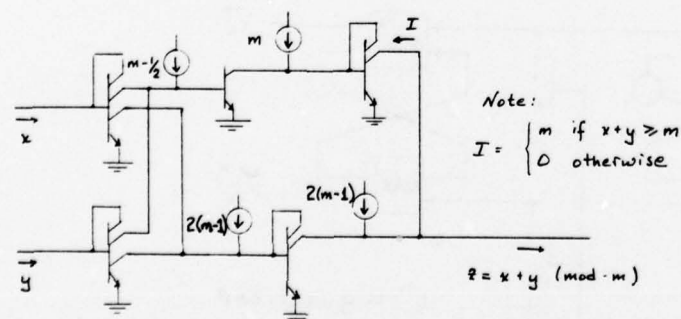 m
I
m-1/2
Note:
x
I = { m if x+y ≥ m
0 otherwise
2(m-1)
2(m-1)
y
z = x+y (mod-m)